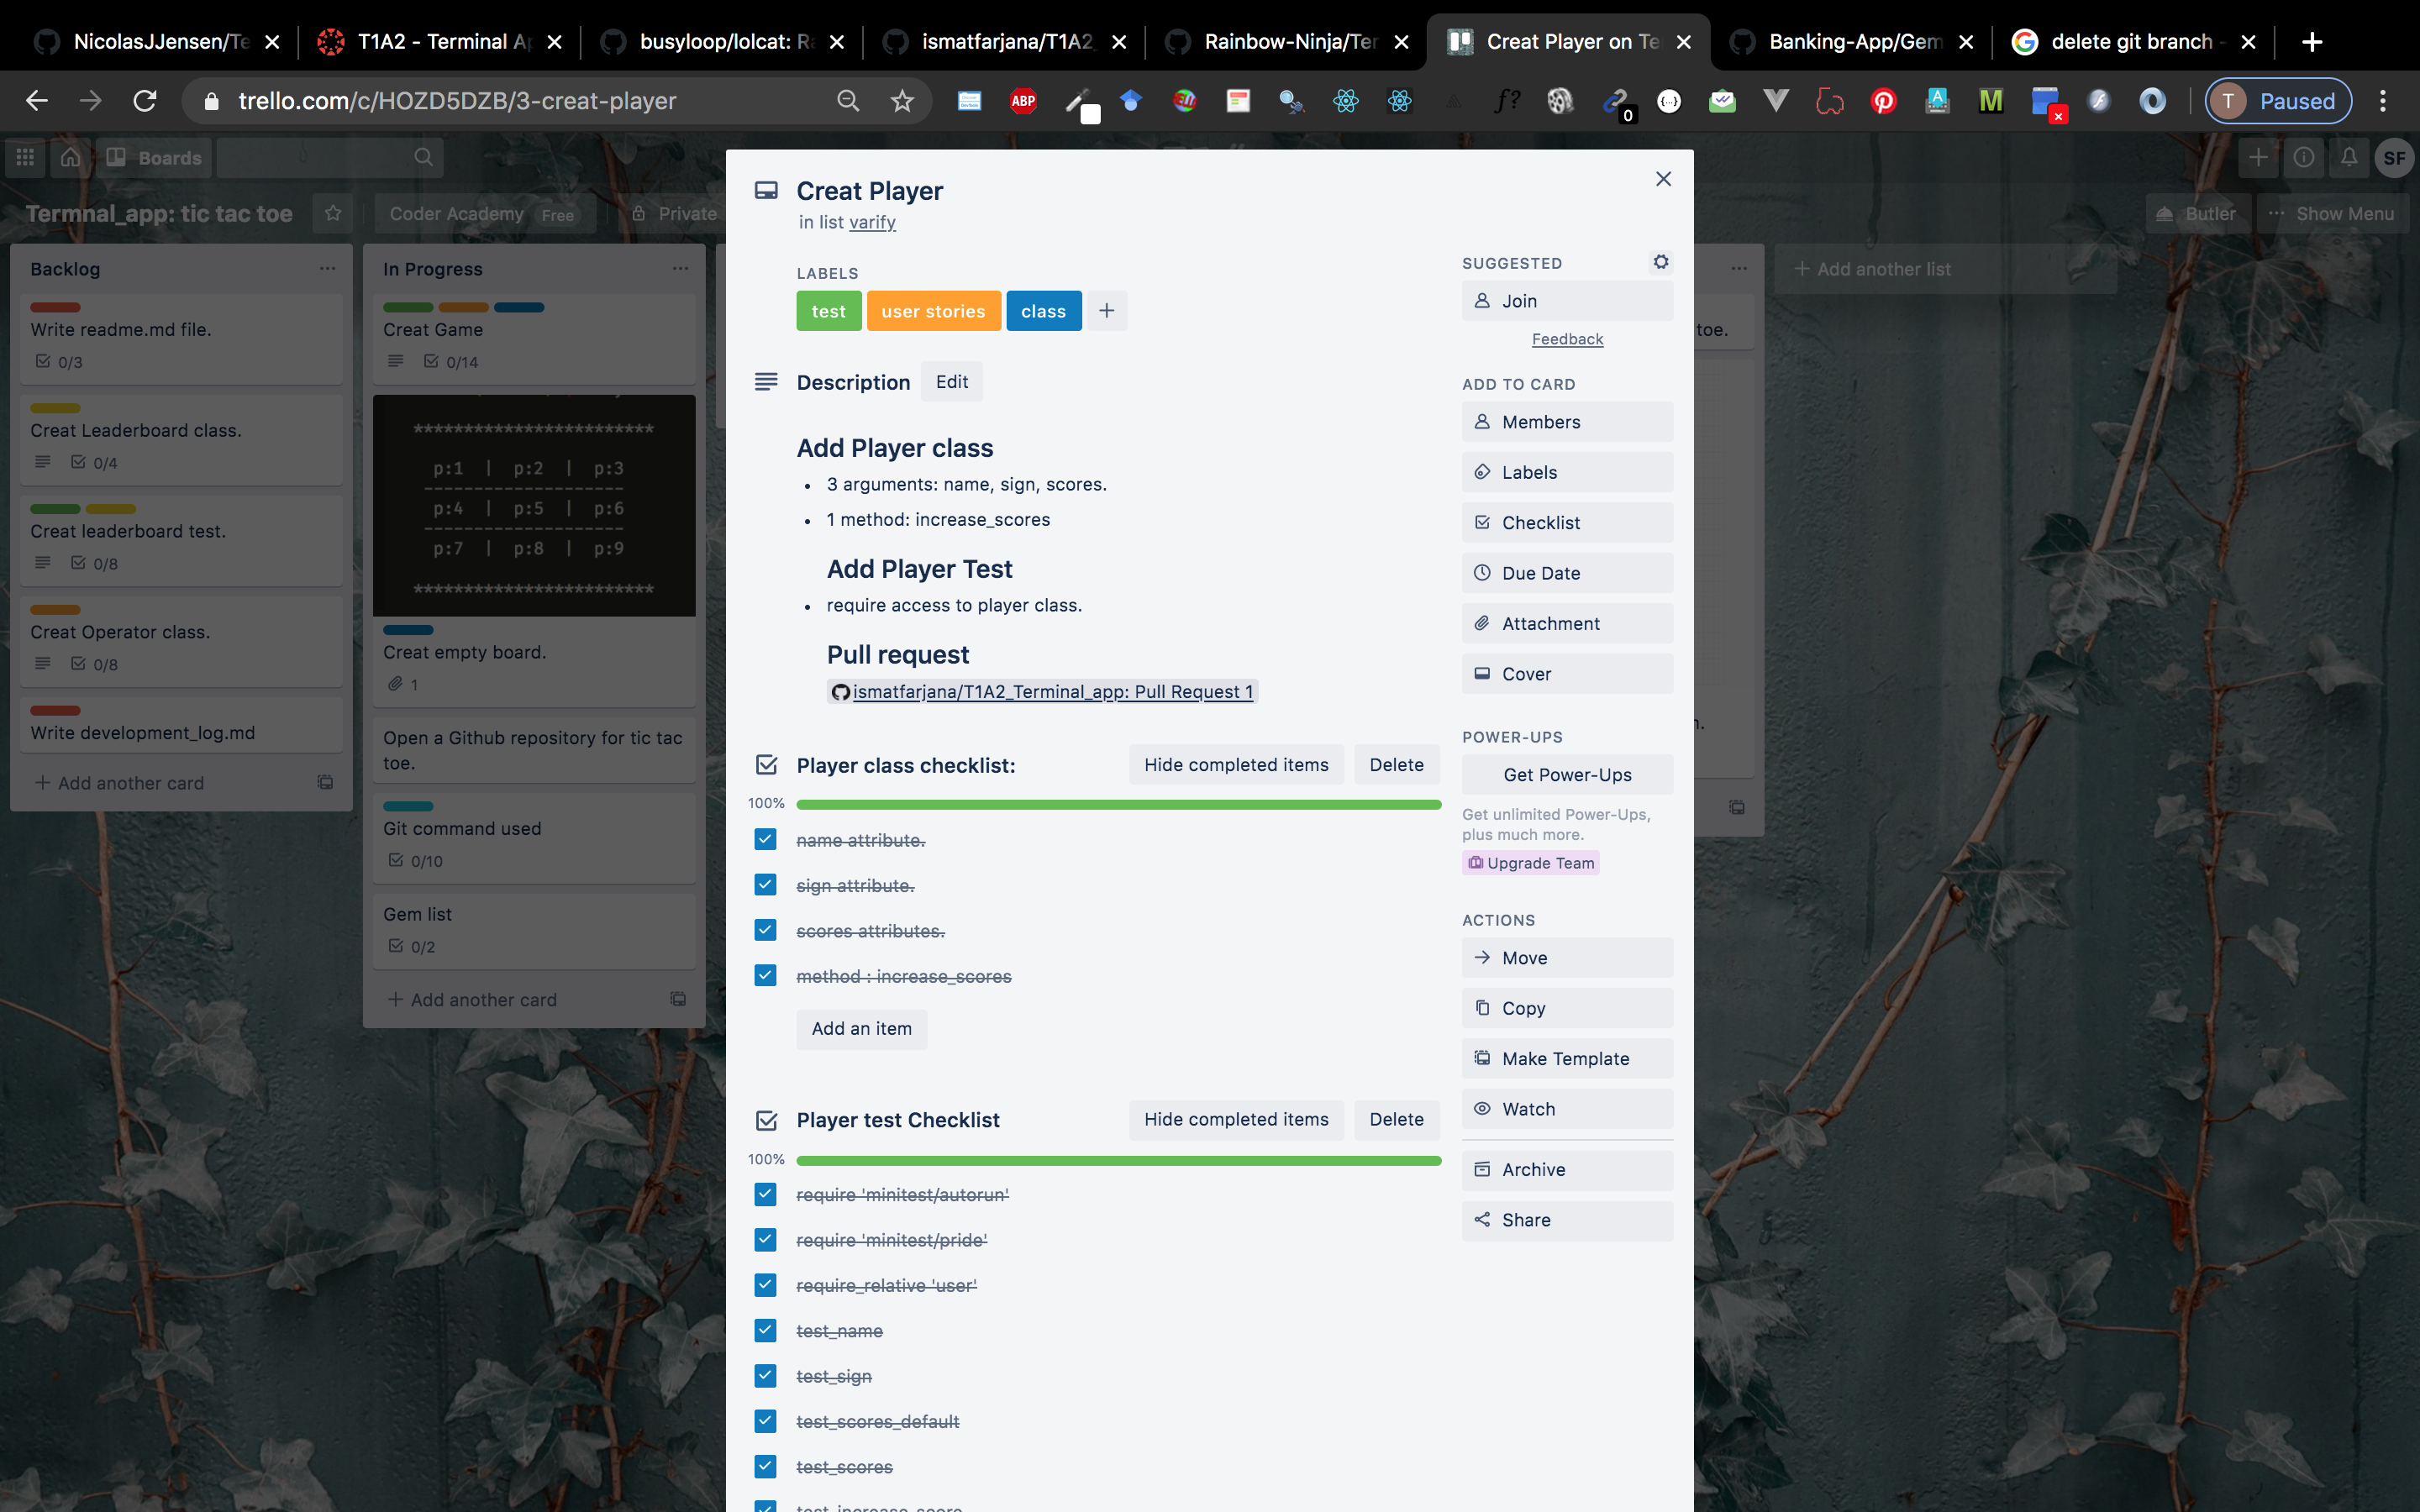 NicolasJJensen/Te
T1A2 - Terminal Ap
busyloop/lolcat: Ra
ismatfarjana/T1A2_
Rainbow-Ninja/Ter
Creat Player on Te
Banking-App/Gem
delete git branch -
trello.com/c/HOZD5DZB/3-creat-player
ABP
0
T Paused
Boards
SF
Termnal_app: tic tac toe
Coder Academy Free
Private
Butler
Show Menu
Backlog
Write readme.md file.
0/3
Creat Leaderboard class.
0/4
Creat leaderboard test.
0/8
Creat Operator class.
0/8
Write development_log.md
+ Add another card
In Progress
Creat Game
0/14
************************
p:1 | p:2 | p:3
--------------------
p:4 | p:5 | p:6
--------------------
p:7 | p:8 | p:9
************************
Creat empty board.
1
Open a Github repository for tic tac
toe.
Git command used
0/10
Gem list
0/2
+ Add another card
Creat Player
in list varify
LABELS
test
user stories
class
+
Description
Edit
Add Player class
• 3 arguments: name, sign, scores.
• 1 method: increase_scores
Add Player Test
• require access to player class.
Pull request
ismatfarjana/T1A2_Terminal_app: Pull Request 1
Player class checklist:
Hide completed items
Delete
100%
name attribute.
sign attribute.
scores attributes.
method : increase_scores
Add an item
Player test Checklist
Hide completed items
Delete
100%
require 'minitest/autorun'
require 'minitest/pride'
require_relative 'user'
test_name
test_sign
test_scores_default
test_scores
test_increase_score
SUGGESTED
Join
Feedback
ADD TO CARD
Members
Labels
Checklist
Due Date
Attachment
Cover
POWER-UPS
Get Power-Ups
Get unlimited Power-Ups,
plus much more.
Upgrade Team
ACTIONS
Move
Copy
Make Template
Watch
Archive
Share
toe.
n.
+ Add another list